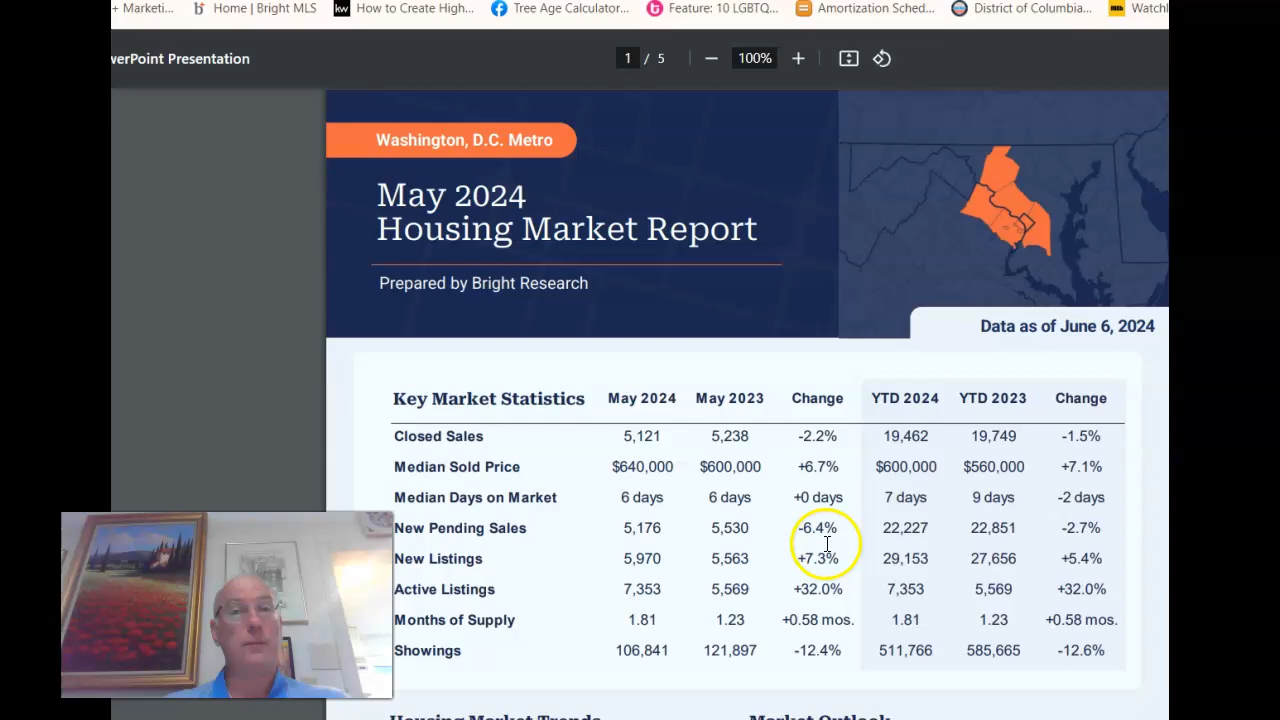 + Marketi... Home | Bright MLS How to Create High... Tree Age Calculator... Feature: 10 LGBTQ... Amortization Sched... District of Columbia... Watchl
werPoint Presentation 1 / 5 100%
Washington, D.C. Metro
May 2024
Housing Market Report
Prepared by Bright Research
Data as of June 6, 2024
Key Market Statistics May 2024 May 2023 Change YTD 2024 YTD 2023 Change
Closed Sales 5,121 5,238 -2.2% 19,462 19,749 -1.5%
Median Sold Price $640,000 $600,000 +6.7% $600,000 $560,000 +7.1%
Median Days on Market 6 days 6 days +0 days 7 days 9 days -2 days
New Pending Sales 5,176 5,530 -6.4% 22,227 22,851 -2.7%
New Listings 5,970 5,563 +7.3% 29,153 27,656 +5.4%
Active Listings 7,353 5,569 +32.0% 7,353 5,569 +32.0%
Months of Supply 1.81 1.23 +0.58 mos. 1.81 1.23 +0.58 mos.
Showings 106,841 121,897 -12.4% 511,766 585,665 -12.6%
Housing Market Trends Market Outlook